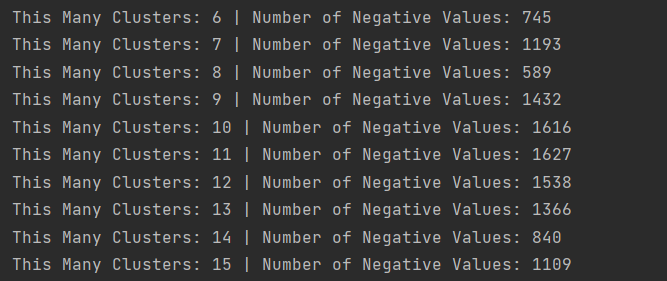 This Many Clusters: 6 | Number of Negative Values: 745
This Many Clusters: 7 | Number of Negative Values: 1193
This Many Clusters: 8 | Number of Negative Values: 589
This Many Clusters: 9 | Number of Negative Values: 1432
This Many Clusters: 10 | Number of Negative Values: 1616
This Many Clusters: 11 | Number of Negative Values: 1627
This Many Clusters: 12 | Number of Negative Values: 1538
This Many Clusters: 13 | Number of Negative Values: 1366
This Many Clusters: 14 | Number of Negative Values: 840
This Many Clusters: 15 | Number of Negative Values: 1109